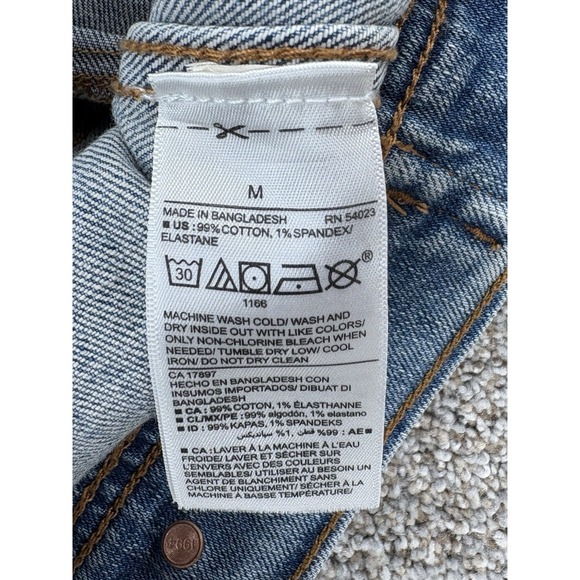 M
MADE IN BANGLADESH RN 54023
■ US : 99% COTTON, 1% SPANDEX/
ELASTANE
30
®
1166
MACHINE WASH COLD/ WASH AND
DRY INSIDE OUT WITH LIKE COLORS/
ONLY NON-CHLORINE BLEACH WHEN
NEEDED/ TUMBLE DRY LOW/ COOL
IRON/ DO NOT DRY CLEAN
CA 17897
HECHO EN BANGLADESH CON
INSUMOS IMPORTADOS/ DIBUAT DI
BANGLADESH
■ CA : 99% COTON, 1% ÉLASTHANNE
■ CL/MX/PE: 99% algodón, 1% elastano
■ ID : 99% KAPAS, 1% SPANDEKS
■ AE : 99% قطن, 1% سباندیکس
■ CA : LAVER À LA MACHINE À L'EAU
FROIDE/ LAVER ET SÉCHER SUR
L'ENVERS AVEC DES COULEURS
SEMBLABLES/ UTILISER AU BESOIN UN
AGENT BLANCHIMENT SANS
CHLORE UNIQUEMENT/ SÉCHER À LA
MACHINE À BASSE TEMPÉRATURE/